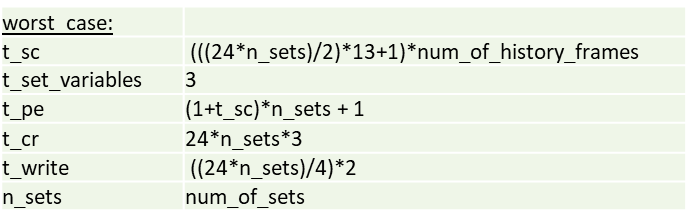 worst_case:
t_sc (((24*n_sets)/2)*13+1)*num_of_history_frames
t_set_variables 3
t_pe (1+t_sc)*n_sets + 1
t_cr 24*n_sets*3
t_write ((24*n_sets)/4)*2
n_sets num_of_sets